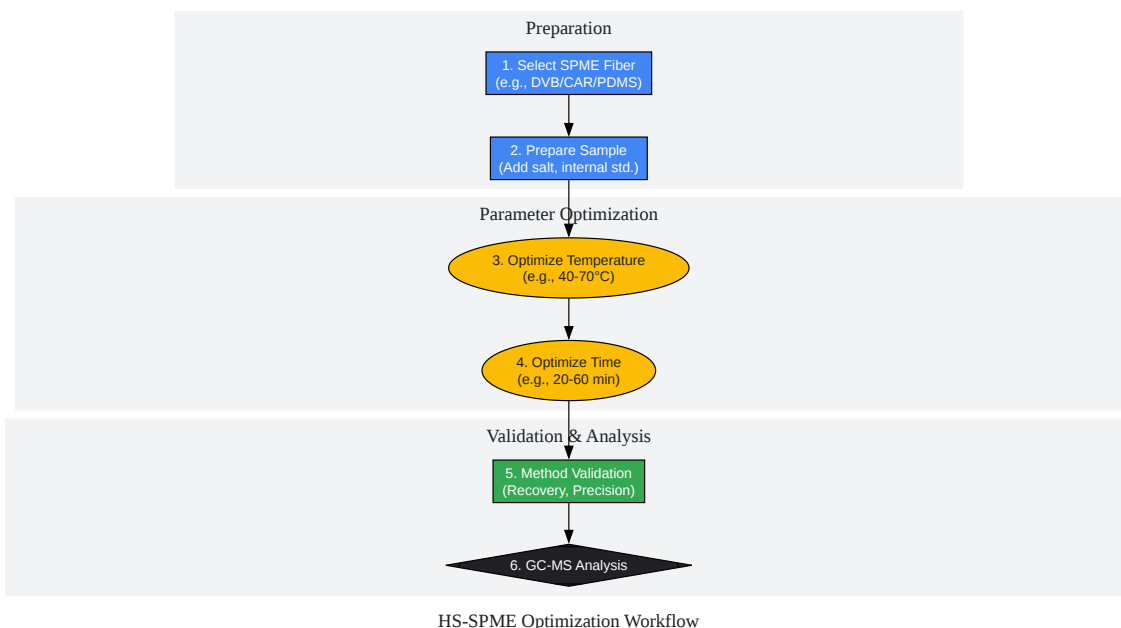 Preparation
1. Select SPME Fiber
(e.g., DVB/CAR/PDMS)
2. Prepare Sample
(Add salt, internal std.)
Parameter Optimization
3. Optimize Temperature
(e.g., 40-70°C)
4. Optimize Time
(e.g., 20-60 min)
Validation & Analysis
5. Method Validation
(Recovery, Precision)
6. GC-MS Analysis
HS-SPME Optimization Workflow